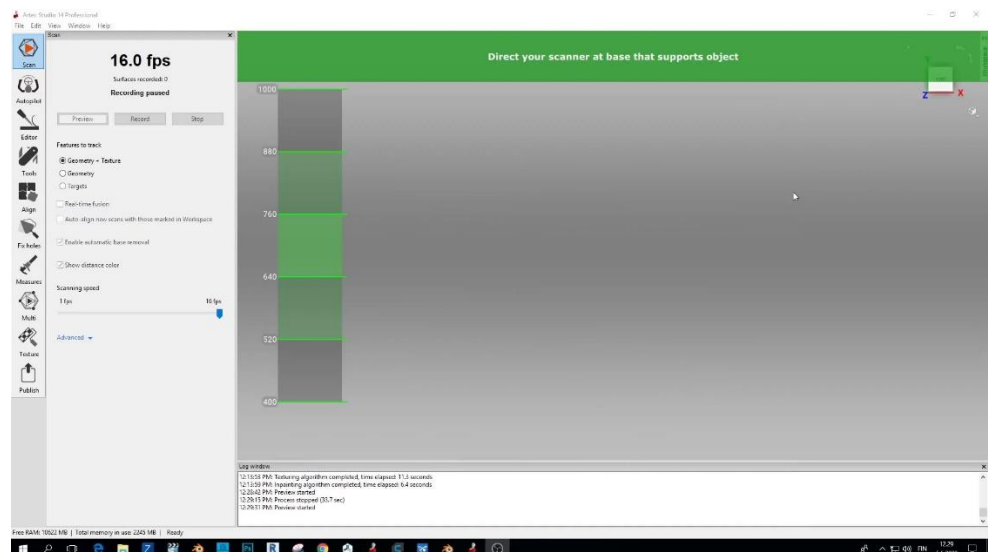 Artec Studio 14 Professional
File Edit View Window Help
Scan
16.0 fps
Surfaces recorded: 0
Recording paused
Preview Record Stop
Features to track
Geometry + Texture
Geometry
Targets
Real-time fusion
Auto-align new scans with those marked in Workspace
Enable automatic base removal
Show distance color
Scanning speed
1 fps 16 fps
Advanced
Scan
Autopilot
Editor
Tools
Align
Fix holes
Measures
Multi
Texture
Publish
Direct your scanner at base that supports object
1000
880
760
640
520
400
Z X
Log window
12:13:53 PM: Texturing algorithm completed, time elapsed: 11.3 seconds
12:13:59 PM: Inpainting algorithm completed, time elapsed: 6.4 seconds
12:28:42 PM: Preview started
12:29:15 PM: Process stopped (33.7 sec)
12:29:31 PM: Preview started
Free RAM: 10622 MB | Total memory in use 2245 MB | Ready
FIN
12.29